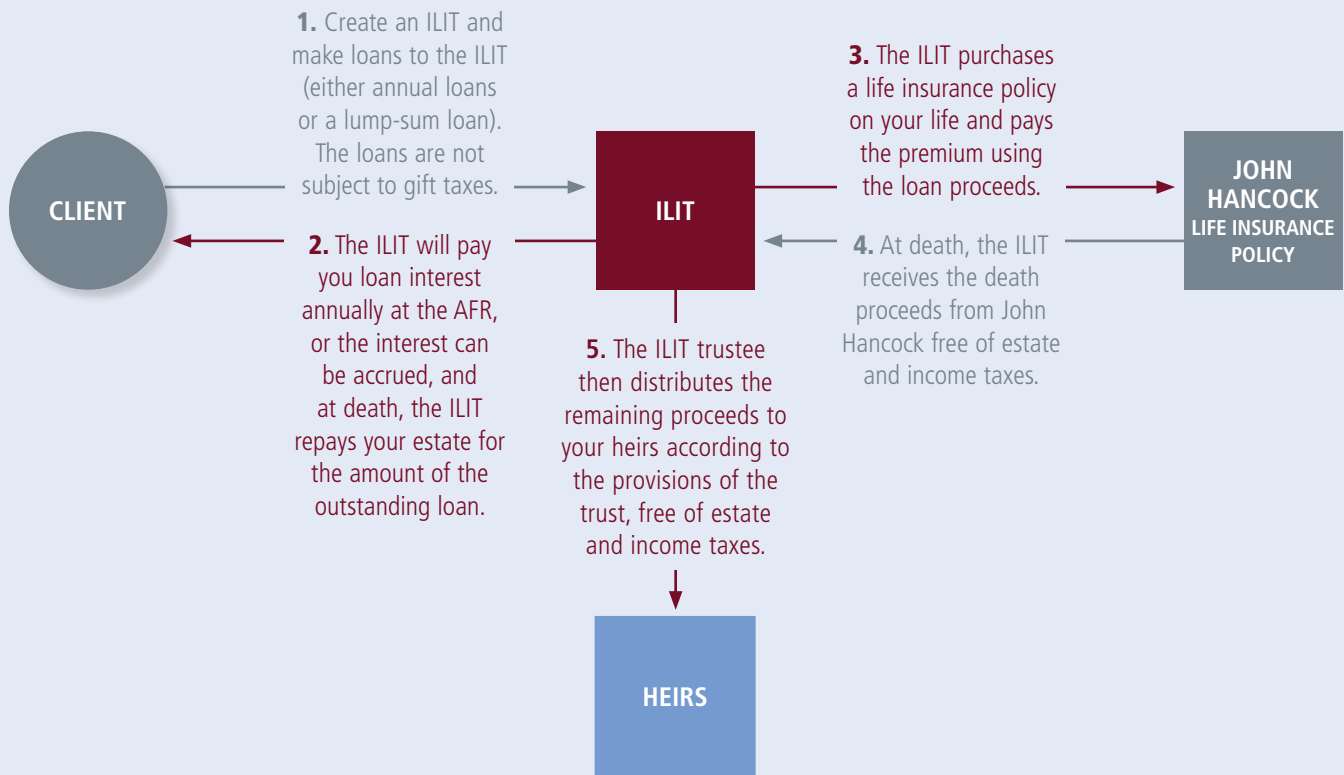 1. Create an ILIT and
make loans to the ILIT
(either annual loans
or a lump-sum loan).
The loans are not
subject to gift taxes.
CLIENT
2. The ILIT will pay
you loan interest
annually at the AFR,
or the interest can
be accrued, and
at death, the ILIT
repays your estate for
the amount of the
outstanding loan.
ILIT
3. The ILIT purchases
a life insurance policy
on your life and pays
the premium using
the loan proceeds.
JOHN
HANCOCK
LIFE INSURANCE
POLICY
4. At death, the ILIT
receives the death
proceeds from John
Hancock free of estate
and income taxes.
5. The ILIT trustee
then distributes the
remaining proceeds to
your heirs according to
the provisions of the
trust, free of estate
and income taxes.
HEIRS